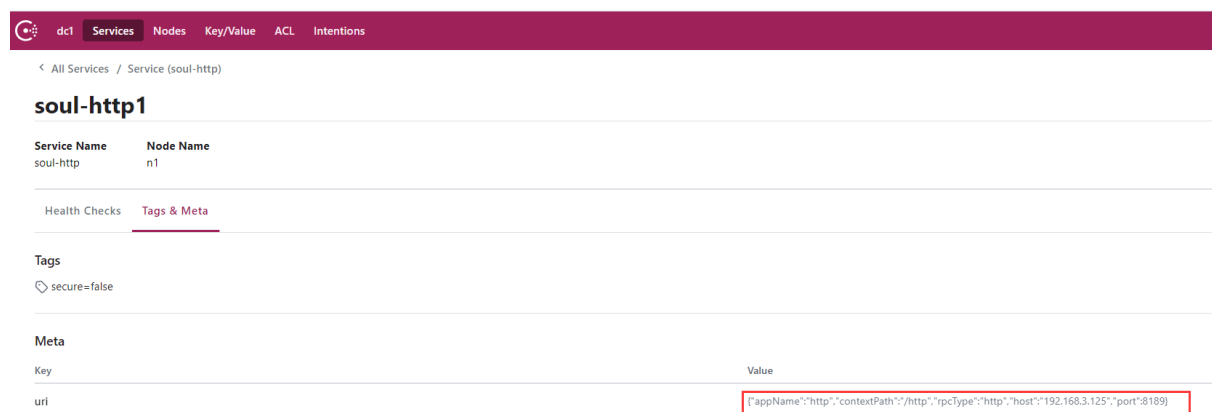 dc1 Services Nodes Key/Value ACL Intentions
< All Services / Service (soul-http)
soul-http1
Service Name Node Name
soul-http n1
Health Checks Tags & Meta
Tags
secure=false
Meta
Key Value
uri {"appName":"http","contextPath":"/http","rpcType":"http","host":"192.168.3.125","port":8189}